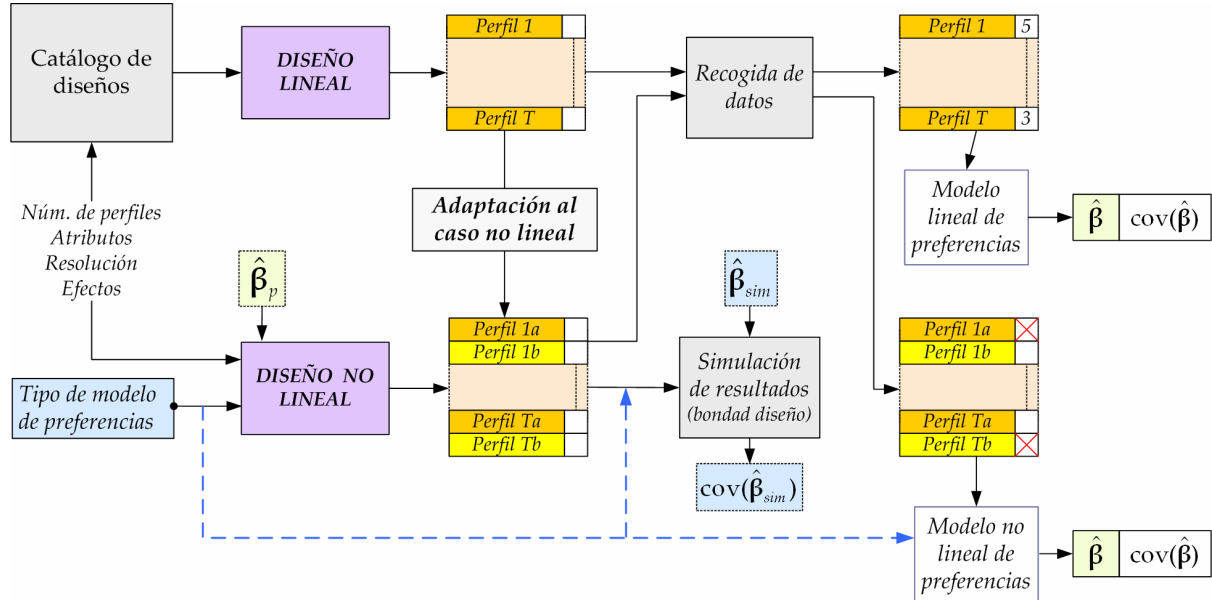 Catálogo de
diseños
DISEÑO
LINEAL
Perfil 1
Perfil T
Recogida de
datos
Perfil 1
5
Perfil T
3
Adaptación al
caso no lineal
Modelo
lineal de
preferencias
β̂
cov(β̂)
Núm. de perfiles
Atributos
Resolución
Efectos
β̂p
β̂sim
Tipo de modelo
de preferencias
DISEÑO NO
LINEAL
Perfil 1a
Perfil 1b
Perfil Ta
Perfil Tb
Simulación
de resultados
(bondad diseño)
cov(β̂sim)
Perfil 1a
Perfil 1b
Perfil Ta
Perfil Tb
Modelo no
lineal de
preferencias
β̂
cov(β̂)